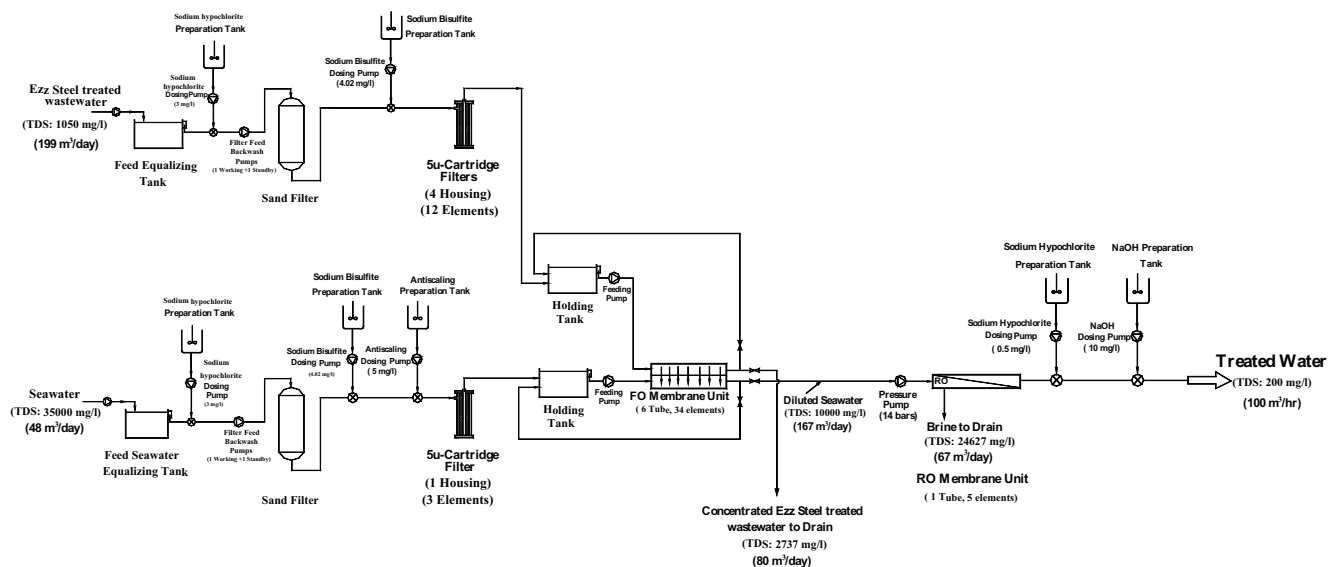 Sodium hypochlorite
Preparation Tank
Sodium
hypochlorite
DosingPump
(3 mg/l)
Ezz Steel treated
wastewater
(TDS: 1050 mg/l)
(199 m³/day)
Feed Equalizing
Tank
Filter Feed
Backwash
Pumps
(1 Working +1 Standby)
Sand Filter
Sodium Bisulfite
Preparation Tank
Sodium Bisulfite
Dosing Pump
(4.02 mg/l)
5u-Cartridge
Filters
(4 Housing)
(12 Elements)
Holding
Tank
Feeding
Pump
Sodium hypochlorite
Preparation Tank
Sodium
hypochlorite
Dosing
Pump
(3 mg/l)
Seawater
(TDS: 35000 mg/l)
(48 m³/day)
Feed Seawater
Equalizing Tank
Filter Feed
Backwash
Pumps
(1 Working +1 Standby)
Sand Filter
Sodium Bisulfite
Preparation Tank
Sodium Bisulfite
Dosing Pump
(4.02 mg/l)
Antiscaling
Preparation Tank
Antiscaling
Dosing Pump
( 5 mg/l)
5u-Cartridge
Filter
(1 Housing)
(3 Elements)
Holding
Tank
Feeding
Pump
FO Membrane Unit
( 6 Tube, 34 elements)
Concentrated Ezz Steel treated
wastewater to Drain
(TDS: 2737 mg/l)
(80 m³/day)
Diluted Seawater
(TDS: 10000 mg/l)
(167 m³/day)
Pressure
Pump
(14 bars)
RO
Brine to Drain
(TDS: 24627 mg/l)
(67 m³/day)
RO Membrane Unit
( 1 Tube, 5 elements)
Sodium Hypochlorite
Preparation Tank
Sodium Hypochlorite
Dosing Pump
( 0.5 mg/l)
NaOH Preparation
Tank
NaOH
Dosing Pump
( 10 mg/l)
Treated Water
(TDS: 200 mg/l)
(100 m³/hr)